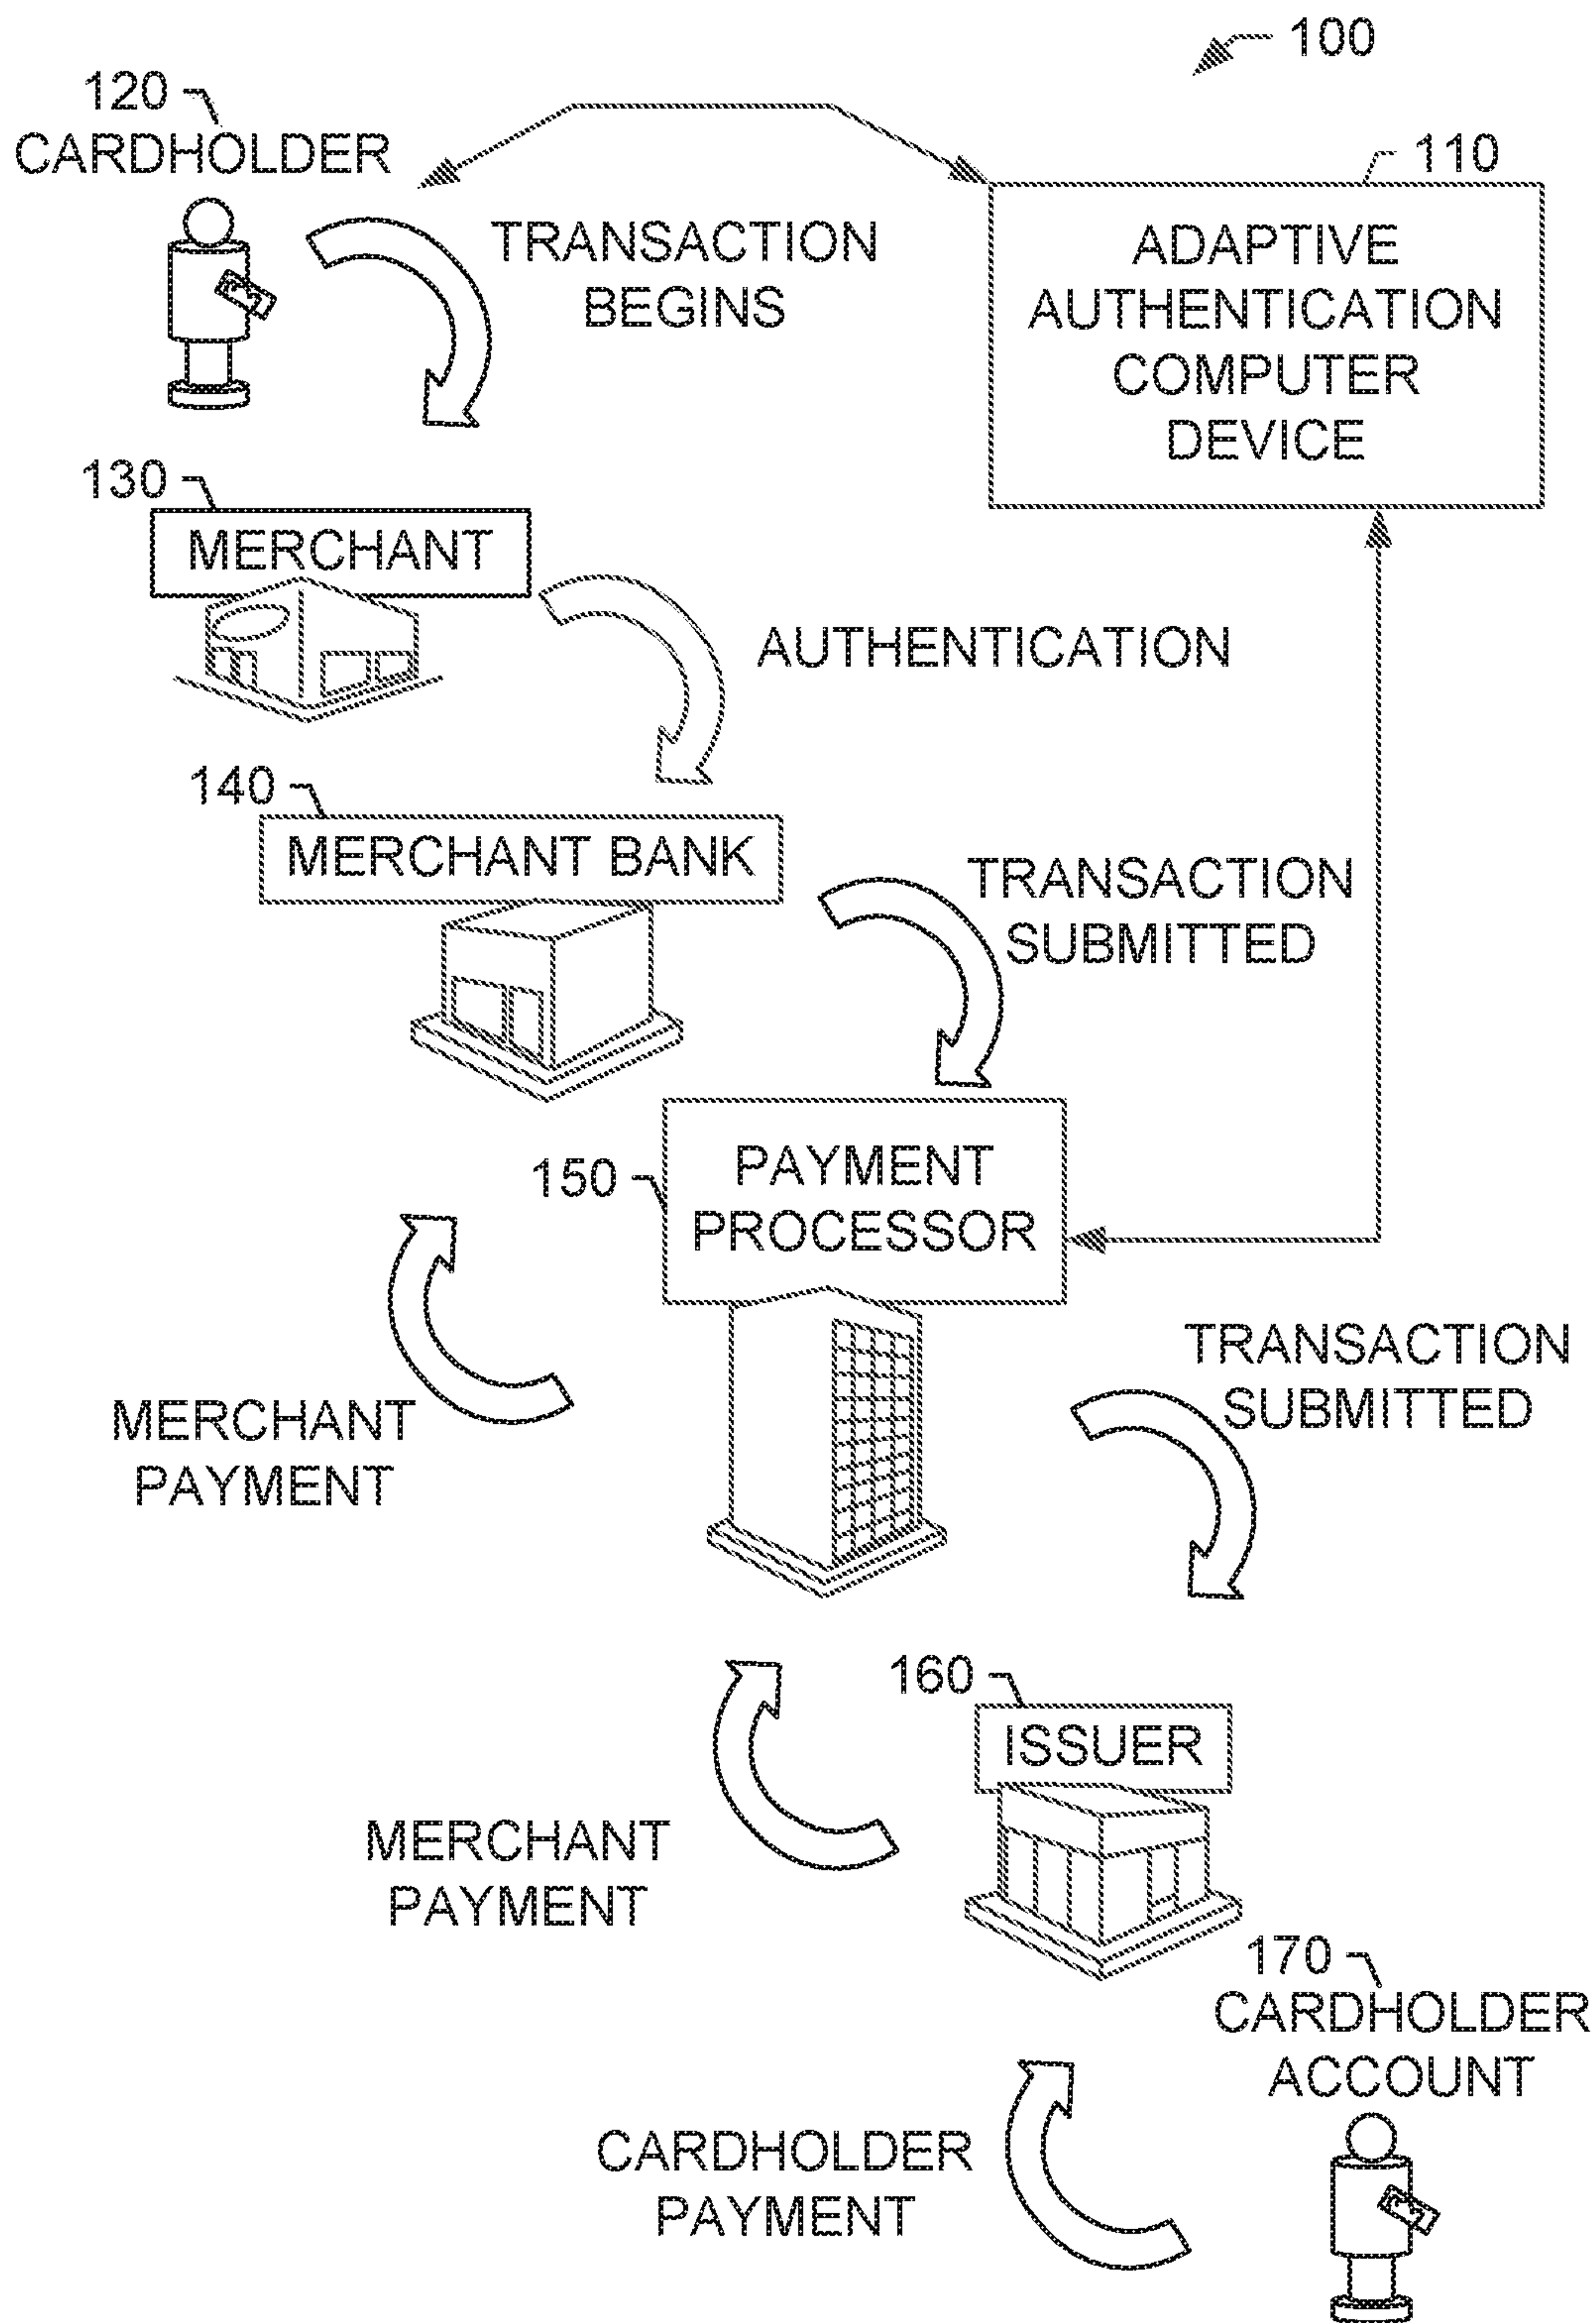 100
120
CARDHOLDER
110
TRANSACTION
BEGINS
ADAPTIVE
AUTHENTICATION
COMPUTER
DEVICE
130
MERCHANT
AUTHENTICATION
140
MERCHANT BANK
TRANSACTION
SUBMITTED
150
PAYMENT
PROCESSOR
MERCHANT
PAYMENT
TRANSACTION
SUBMITTED
160
ISSUER
MERCHANT
PAYMENT
170
CARDHOLDER
ACCOUNT
CARDHOLDER
PAYMENT